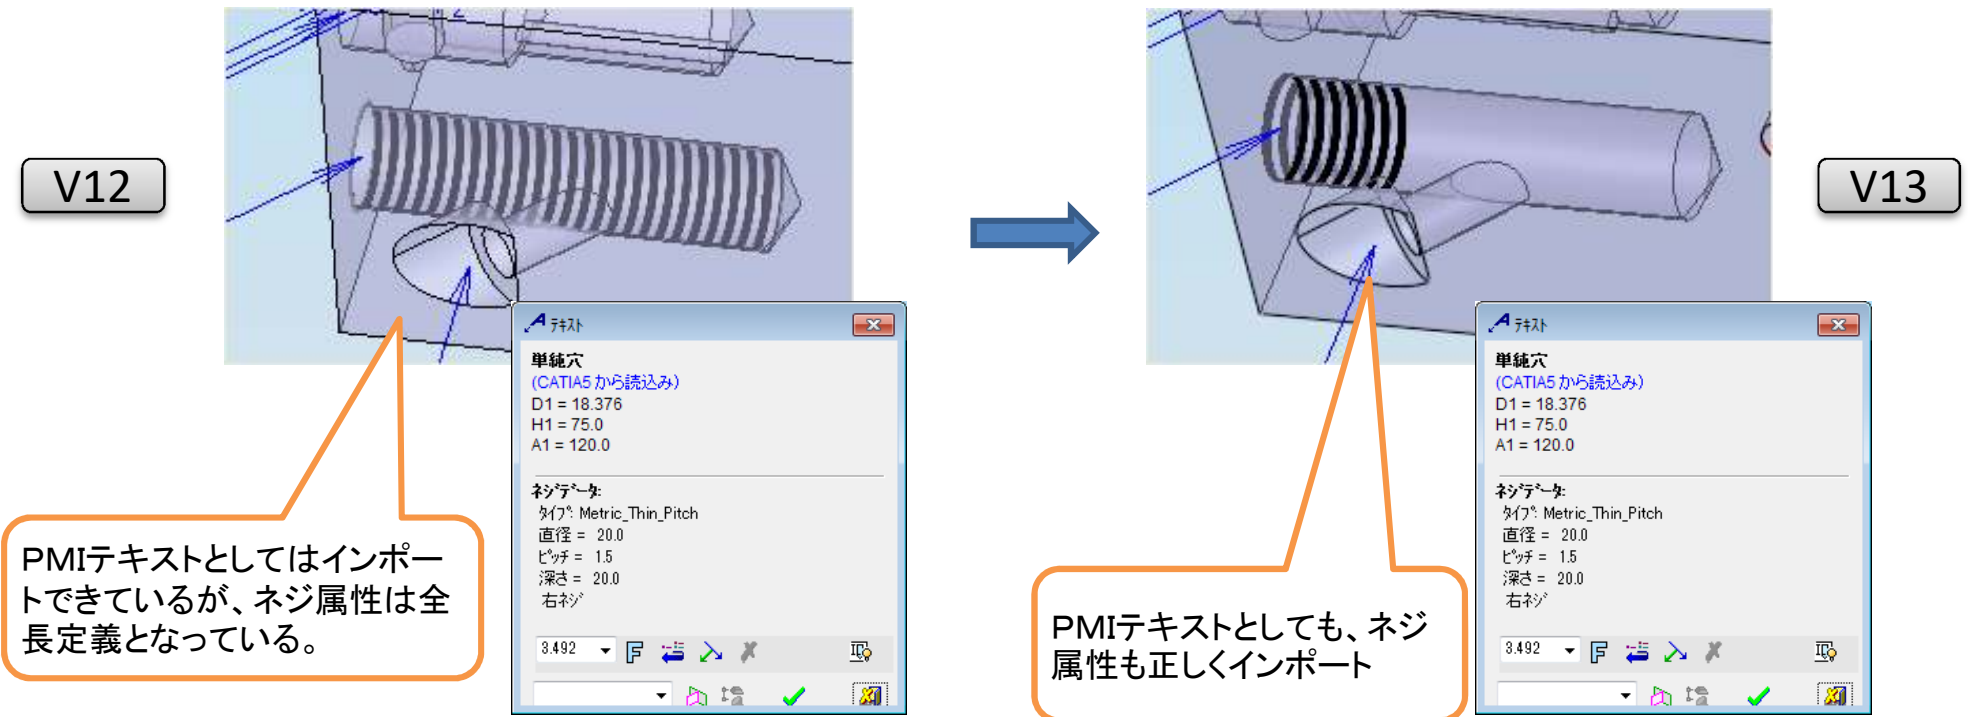 V12
テキスト
単純穴
(CATIA5 から読込み)
D1 = 18.376
H1 = 75.0
A1 = 120.0
ﾈｼﾞﾃﾞｰﾀ:
ﾀｲﾌﾟ: Metric_Thin_Pitch
直径 = 20.0
ﾋﾟｯﾁ = 1.5
深さ = 20.0
右ﾈｼﾞ
3.492
PMIテキストとしてはインポー
トできているが、ネジ属性は全
長定義となっている。
V13
テキスト
単純穴
(CATIA5 から読込み)
D1 = 18.376
H1 = 75.0
A1 = 120.0
ﾈｼﾞﾃﾞｰﾀ:
ﾀｲﾌﾟ: Metric_Thin_Pitch
直径 = 20.0
ﾋﾟｯﾁ = 1.5
深さ = 20.0
右ﾈｼﾞ
3.492
PMIテキストとしても、ネジ
属性も正しくインポート